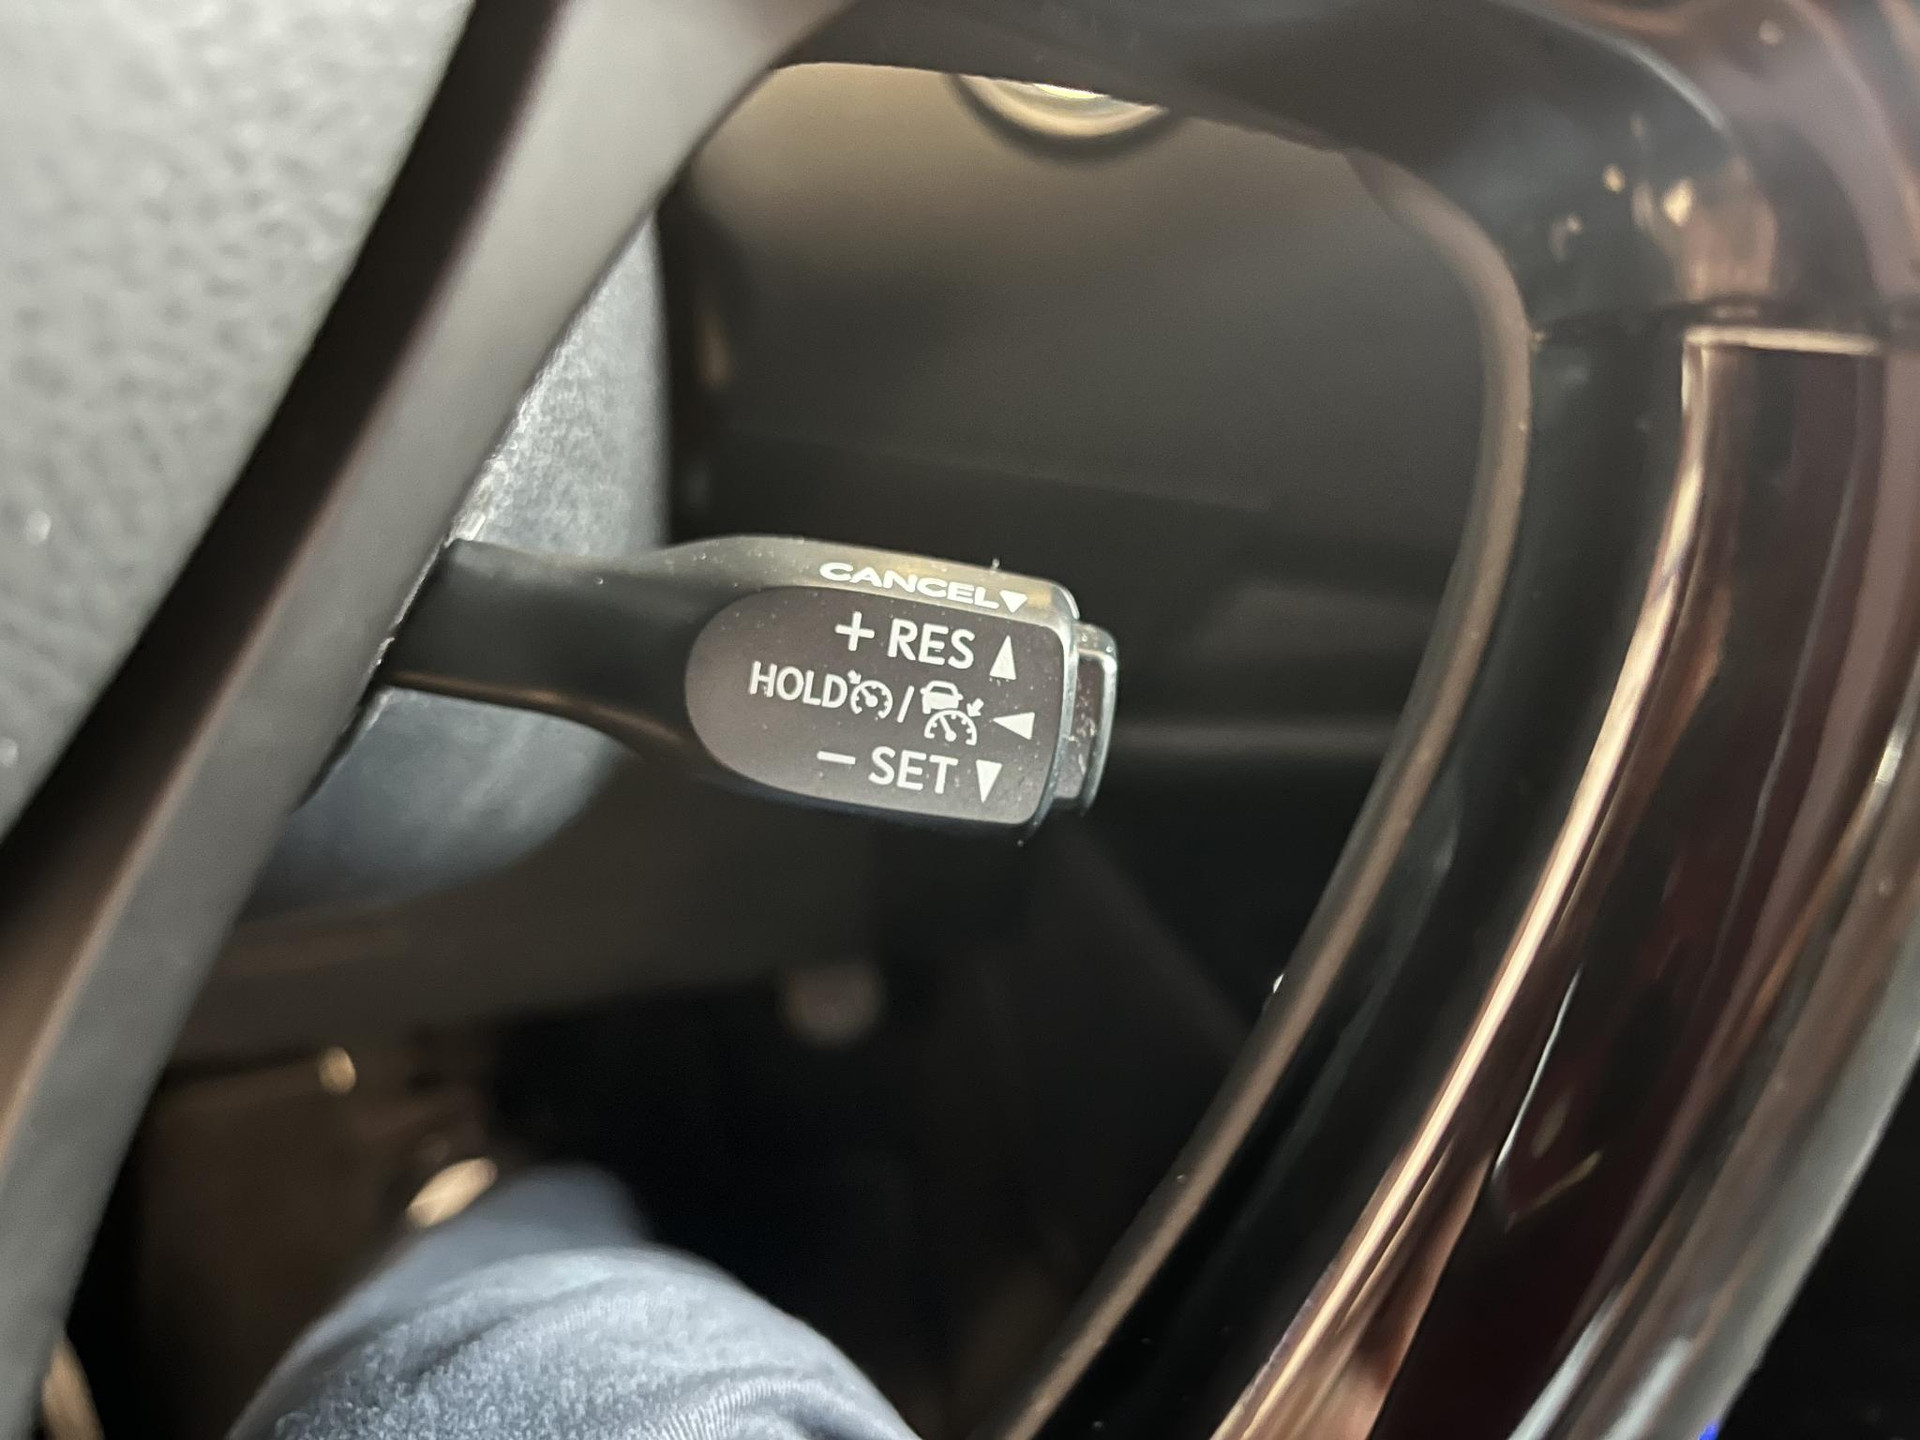 CANCEL▼
+ RES ▲
HOLD / ◀
− SET ▼